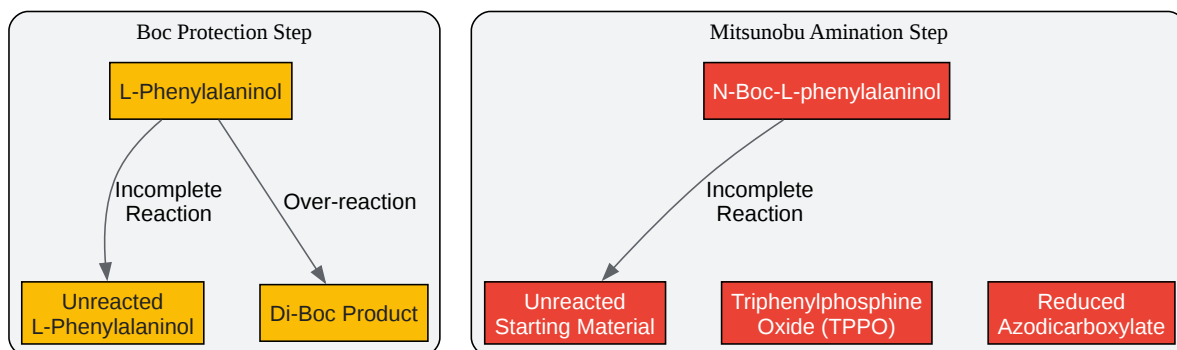 Boc Protection Step
L-Phenylalaninol
Incomplete
Reaction
Over-reaction
Unreacted
L-Phenylalaninol
Di-Boc Product
Mitsunobu Amination Step
N-Boc-L-phenylalaninol
Incomplete
Reaction
Unreacted
Starting Material
Triphenylphosphine
Oxide (TPPO)
Reduced
Azodicarboxylate